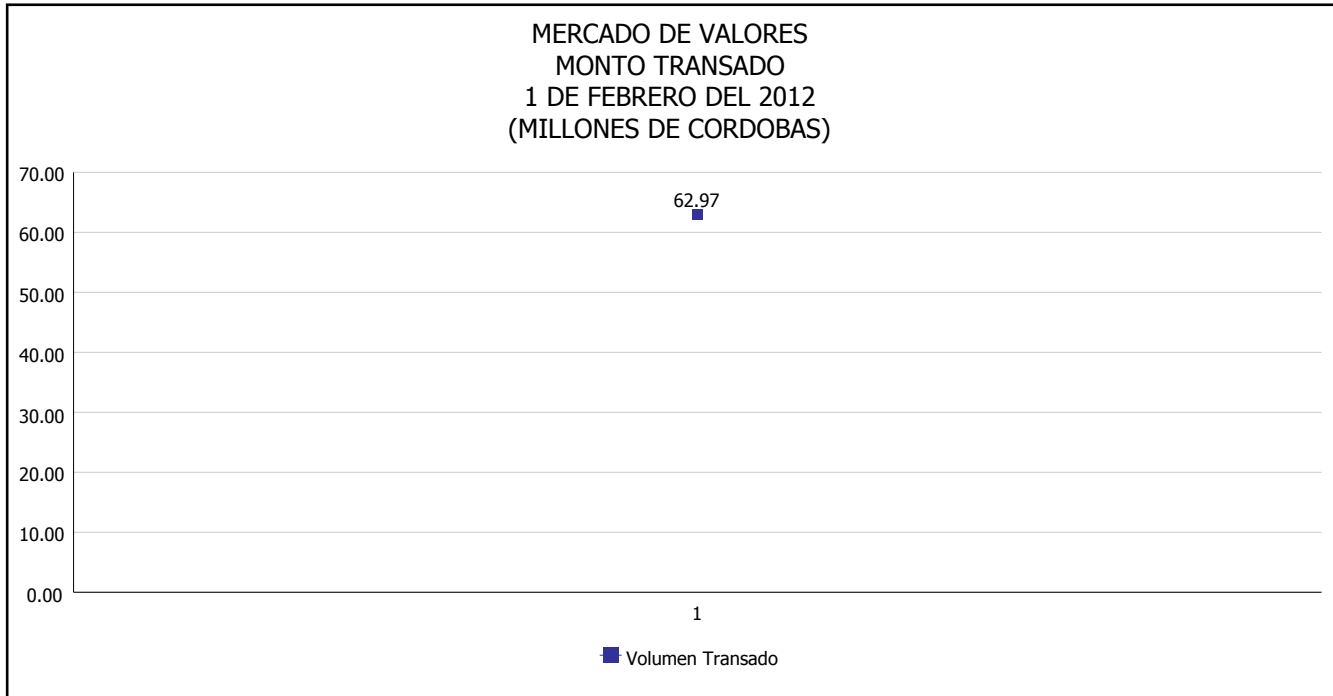 MERCADO DE VALORES
MONTO TRANSADO
1 DE FEBRERO DEL 2012
(MILLONES DE CORDOBAS)
70.00
62.97
60.00
50.00
40.00
30.00
20.00
10.00
0.00
1
Volumen Transado